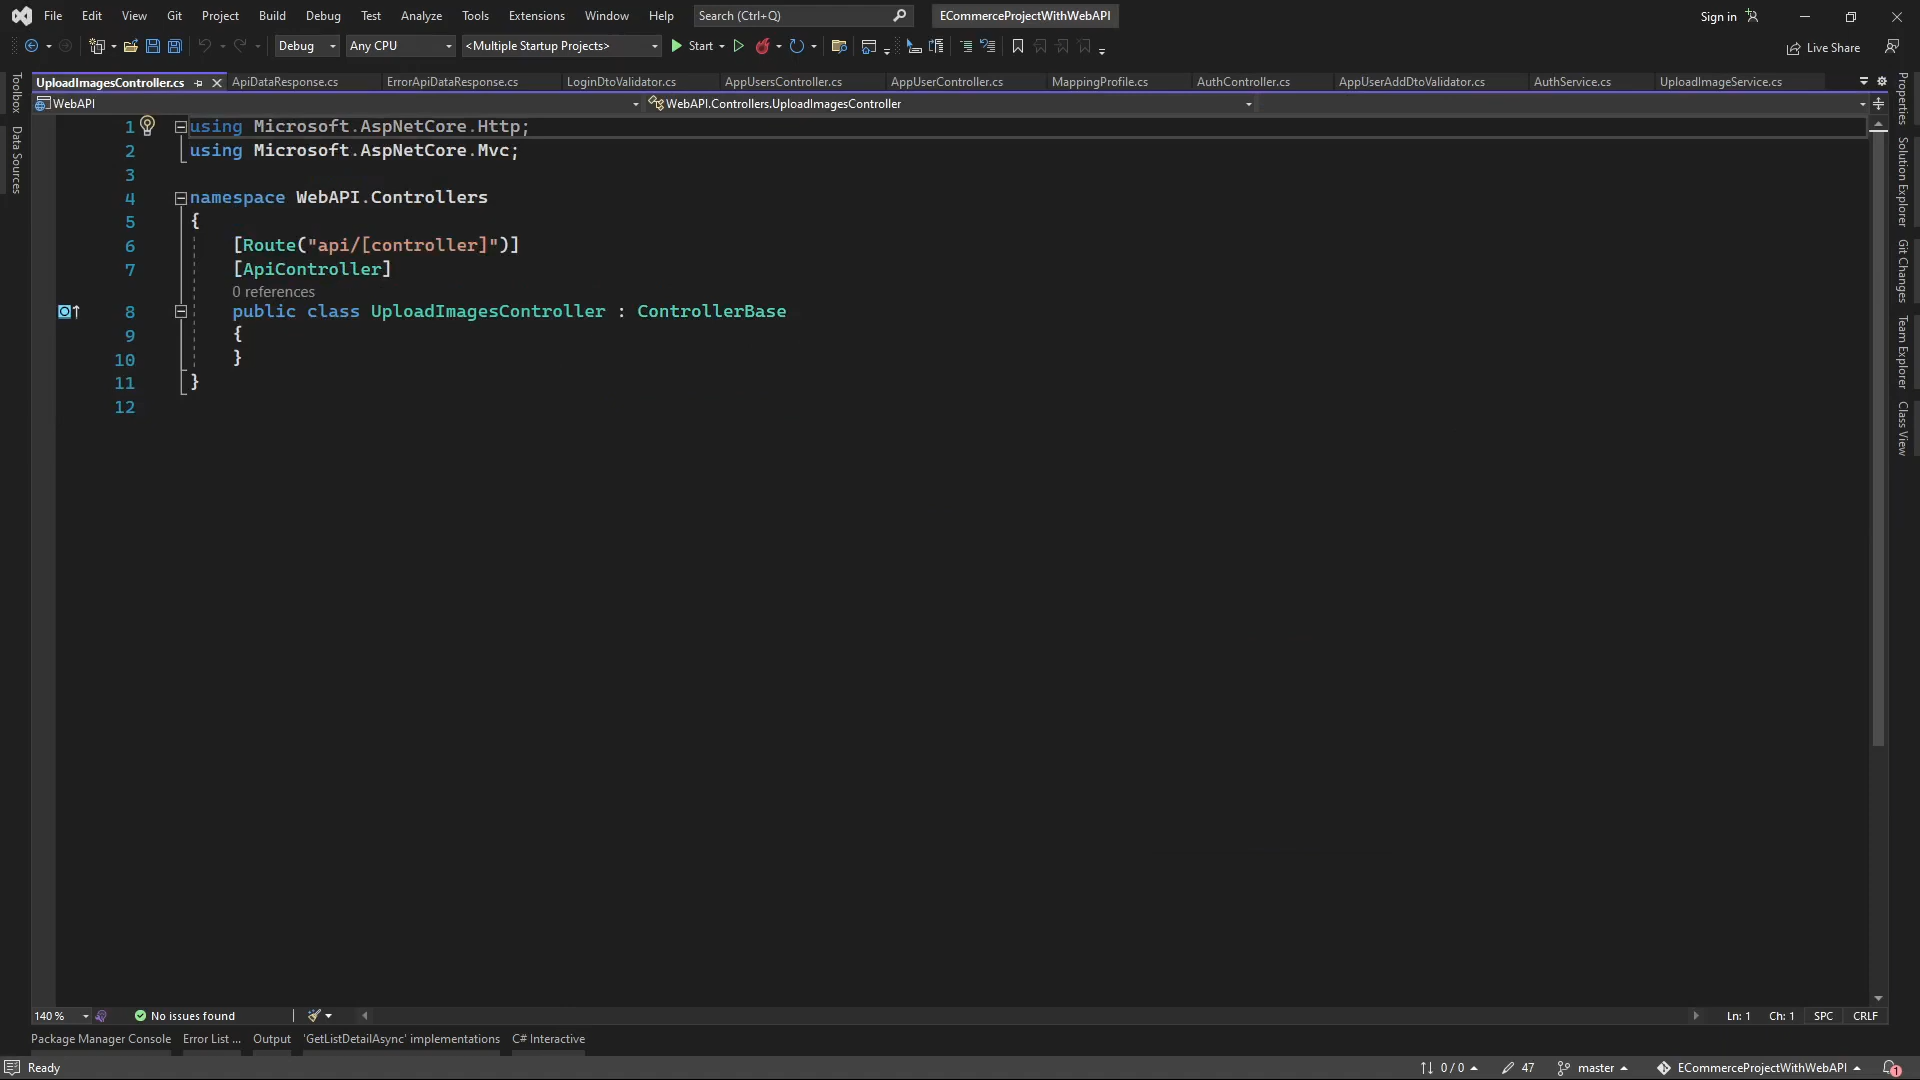 File Edit View Git Project Build Debug Test Analyze Tools Extensions Window Help Search (Ctrl+Q) ECommerceProjectWithWebAPI Sign in
Debug Any CPU <Multiple Startup Projects> Start Live Share
UploadImagesController.cs ApiDataResponse.cs ErrorApiDataResponse.cs LoginDtoValidator.cs AppUsersController.cs AppUserController.cs MappingProfile.cs AuthController.cs AppUserAddDtoValidator.cs AuthService.cs UploadImageService.cs
WebAPI WebAPI.Controllers.UploadImagesController
Toolbox
Data Sources
1 using Microsoft.AspNetCore.Http;
2 using Microsoft.AspNetCore.Mvc;
3
4 namespace WebAPI.Controllers
5 {
6 [Route("api/[controller]")]
7 [ApiController]
0 references
8 public class UploadImagesController : ControllerBase
9 {
10 }
11 }
12
Properties
Solution Explorer
Git Changes
Team Explorer
Class View
140 % No issues found Ln: 1 Ch: 1 SPC CRLF
Package Manager Console Error List ... Output 'GetListDetailAsync' implementations C# Interactive
Ready 0 / 0 47 master ECommerceProjectWithWebAPI 1